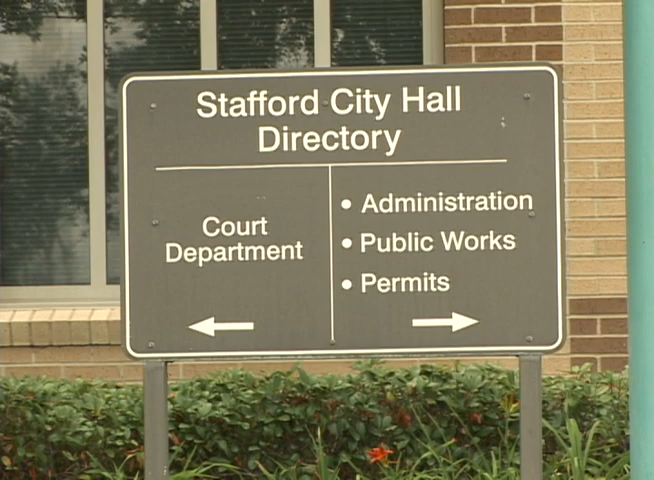 Stafford City Hall
Directory
Court
Department
• Administration
• Public Works
• Permits